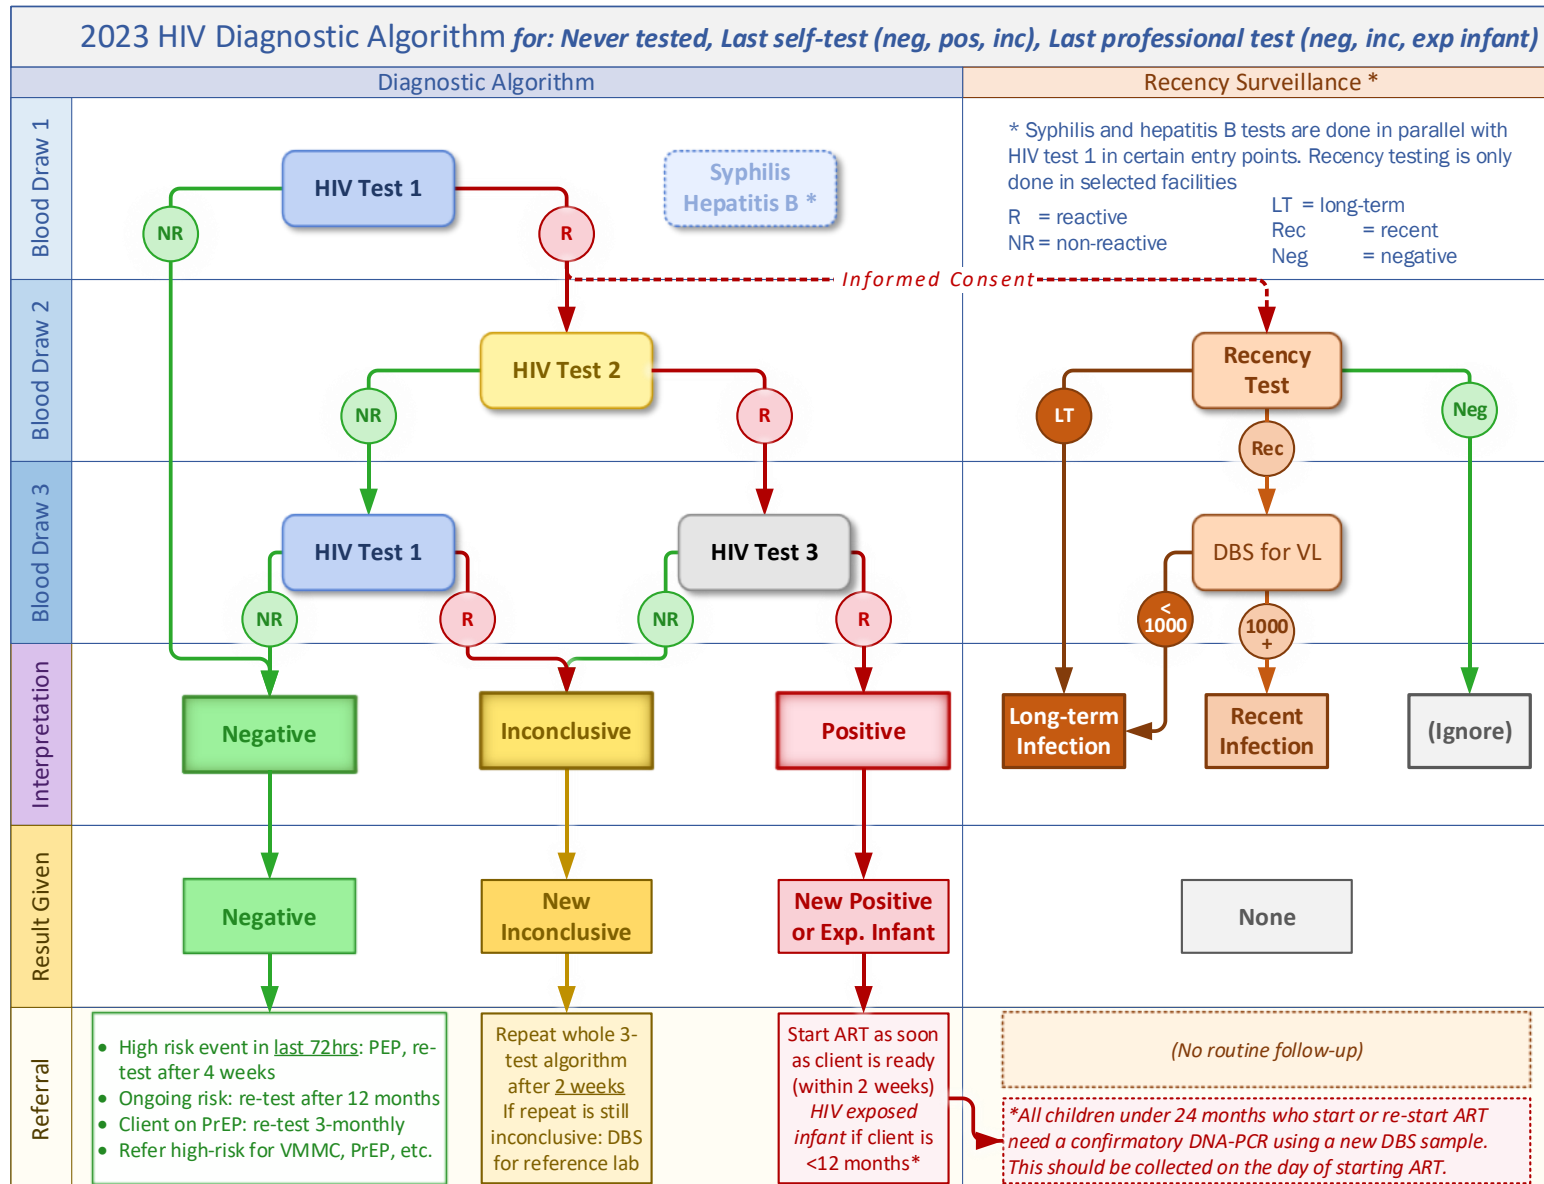 2023 HIV Diagnostic Algorithm for: Never tested, Last self-test (neg, pos, inc), Last professional test (neg, inc, exp infant)
Diagnostic Algorithm
Recency Surveillance *
Blood Draw 1
HIV Test 1
Syphilis
Hepatitis B *
NR
R
* Syphilis and hepatitis B tests are done in parallel with
HIV test 1 in certain entry points. Recency testing is only
done in selected facilities
R = reactive
NR = non-reactive
LT = long-term
Rec = recent
Neg = negative
Informed Consent
Blood Draw 2
HIV Test 2
NR
R
Recency
Test
LT
Rec
Neg
Blood Draw 3
HIV Test 1
HIV Test 3
DBS for VL
NR
R
NR
R
<
1000
1000
+
Interpretation
Negative
Inconclusive
Positive
Long-term
Infection
Recent
Infection
(Ignore)
Result Given
Negative
New
Inconclusive
New Positive
or Exp. Infant
None
Referral
• High risk event in last 72hrs: PEP, re-
test after 4 weeks
• Ongoing risk: re-test after 12 months
• Client on PrEP: re-test 3-monthly
• Refer high-risk for VMMC, PrEP, etc.
Repeat whole 3-
test algorithm
after 2 weeks
If repeat is still
inconclusive: DBS
for reference lab
Start ART as soon
as client is ready
(within 2 weeks)
HIV exposed
infant if client is
<12 months*
(No routine follow-up)
*All children under 24 months who start or re-start ART
need a confirmatory DNA-PCR using a new DBS sample.
This should be collected on the day of starting ART.